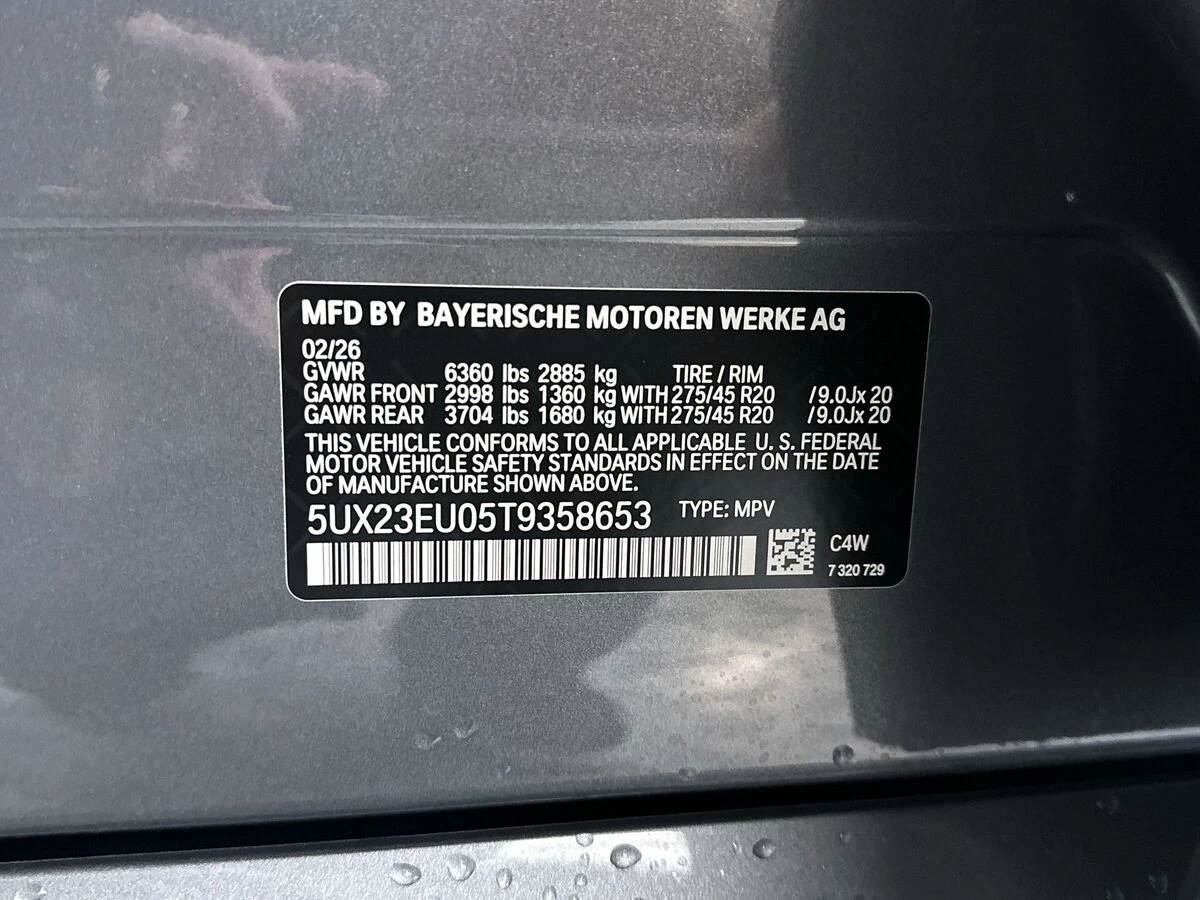 MFD BY BAYERISCHE MOTOREN WERKE AG
02/26
GVWR 6360 lbs 2885 kg TIRE / RIM
GAWR FRONT 2998 lbs 1360 kg WITH 275/45 R20 /9.0Jx 20
GAWR REAR 3704 lbs 1680 kg WITH 275/45 R20 /9.0Jx 20
THIS VEHICLE CONFORMS TO ALL APPLICABLE U. S. FEDERAL
MOTOR VEHICLE SAFETY STANDARDS IN EFFECT ON THE DATE
OF MANUFACTURE SHOWN ABOVE.
5UX23EU05T9358653 TYPE: MPV
C4W
7 320 729